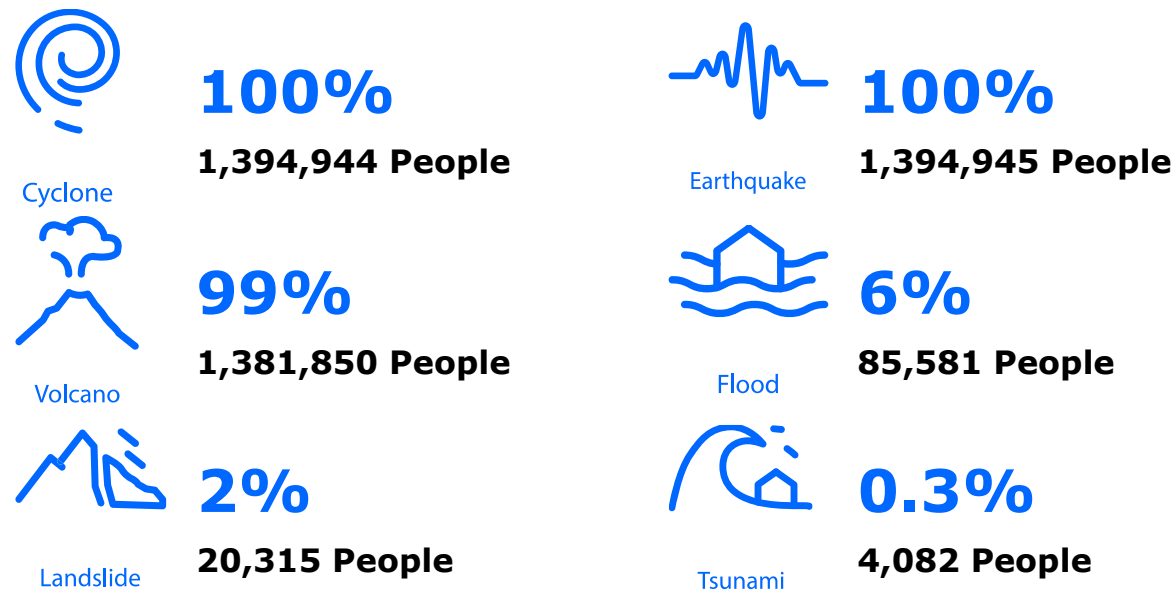 100%
1,394,944 People
Cyclone
100%
1,394,945 People
Earthquake
99%
1,381,850 People
Volcano
6%
85,581 People
Flood
2%
20,315 People
Landslide
0.3%
4,082 People
Tsunami